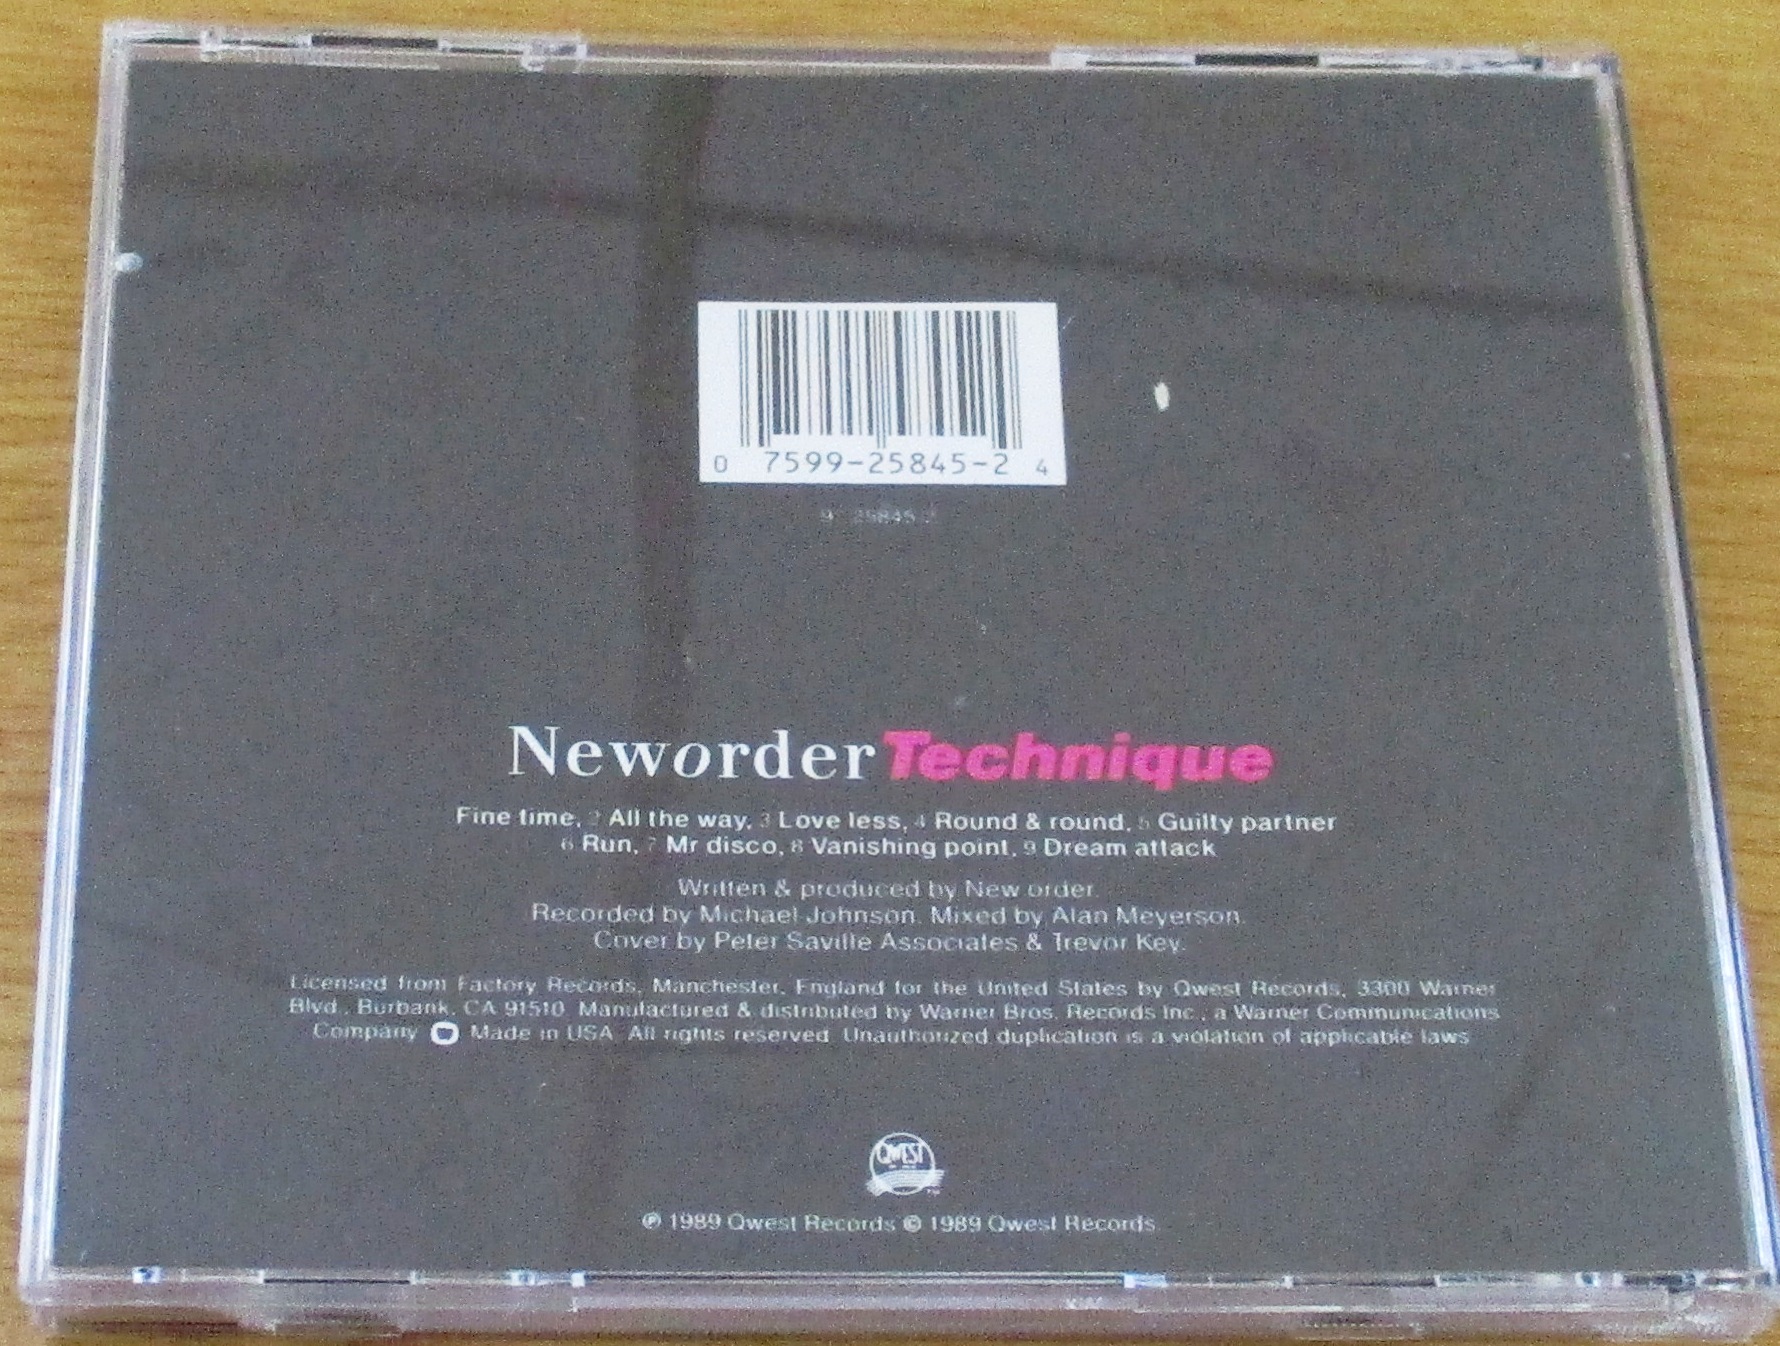 0 7599-25845-2 4
9 25845-2
Neworder Technique
Fine time, 2 All the way, 3 Love less, 4 Round & round, 5 Guilty partner
6 Run, 7 Mr disco, 8 Vanishing point, 9 Dream attack
Written & produced by New order.
Recorded by Michael Johnson. Mixed by Alan Meyerson.
Cover by Peter Saville Associates & Trevor Key.
Licensed from Factory Records, Manchester, England for the United States by Qwest Records, 3300 Warner
Blvd., Burbank, CA 91510. Manufactured & distributed by Warner Bros. Records Inc., a Warner Communications
Company Made in USA. All rights reserved. Unauthorized duplication is a violation of applicable laws
QWEST
℗ 1989 Qwest Records © 1989 Qwest Records.